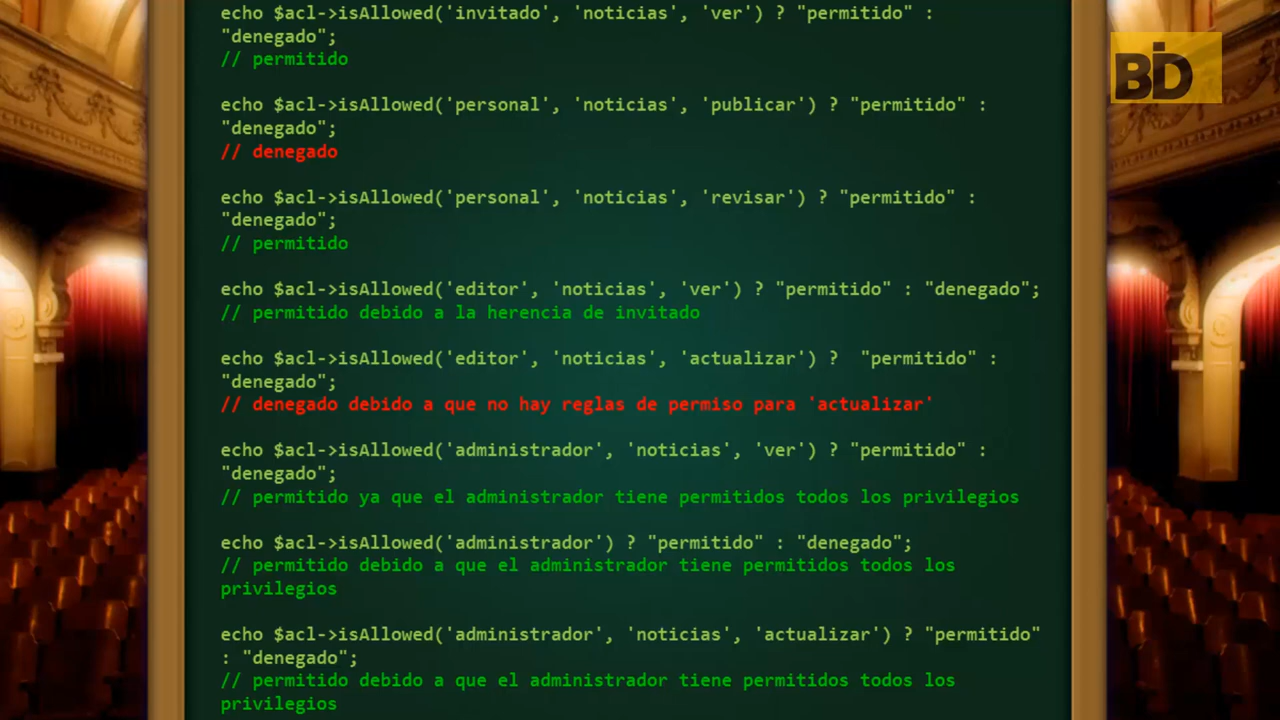 echo $acl->isAllowed('invitado', 'noticias', 'ver') ? "permitido" :
"denegado";
// permitido
echo $acl->isAllowed('personal', 'noticias', 'publicar') ? "permitido" :
"denegado";
// denegado
echo $acl->isAllowed('personal', 'noticias', 'revisar') ? "permitido" :
"denegado";
// permitido
echo $acl->isAllowed('editor', 'noticias', 'ver') ? "permitido" : "denegado";
// permitido debido a la herencia de invitado
echo $acl->isAllowed('editor', 'noticias', 'actualizar') ?  "permitido" :
"denegado";
// denegado debido a que no hay reglas de permiso para 'actualizar'
echo $acl->isAllowed('administrador', 'noticias', 'ver') ? "permitido" :
"denegado";
// permitido ya que el administrador tiene permitidos todos los privilegios
echo $acl->isAllowed('administrador') ? "permitido" : "denegado";
// permitido debido a que el administrador tiene permitidos todos los
privilegios
echo $acl->isAllowed('administrador', 'noticias', 'actualizar') ? "permitido"
: "denegado";
// permitido debido a que el administrador tiene permitidos todos los
privilegios
BID